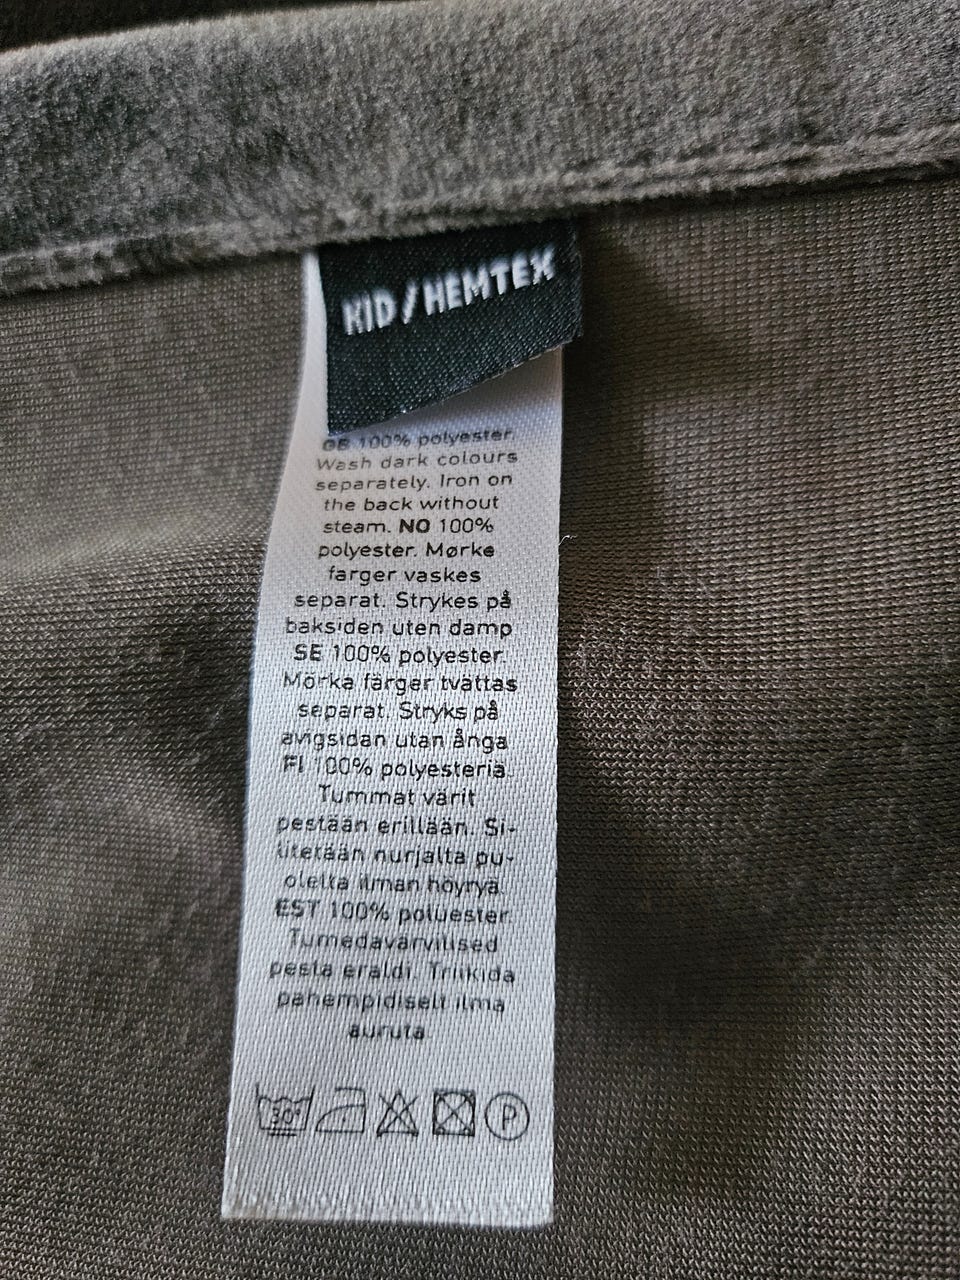 KID/HEMTEX
GB 100% polyester.
Wash dark colours
separately. Iron on
the back without
steam. NO 100%
polyester. Mørke
farger vaskes
separat. Strykes på
baksiden uten damp
SE 100% polyester.
Mörka färger tvättas
separat. Stryks på
avigsidan utan ånga
FI 100% polyesteria.
Tummat värit
pestään erillään. Si-
litetään nurjalta pu-
olelta ilman höyryä.
EST 100% polüester.
Tumedavärvilised
pesta eraldi. Triikida
pahempidiselt ilma
auruta
30° P